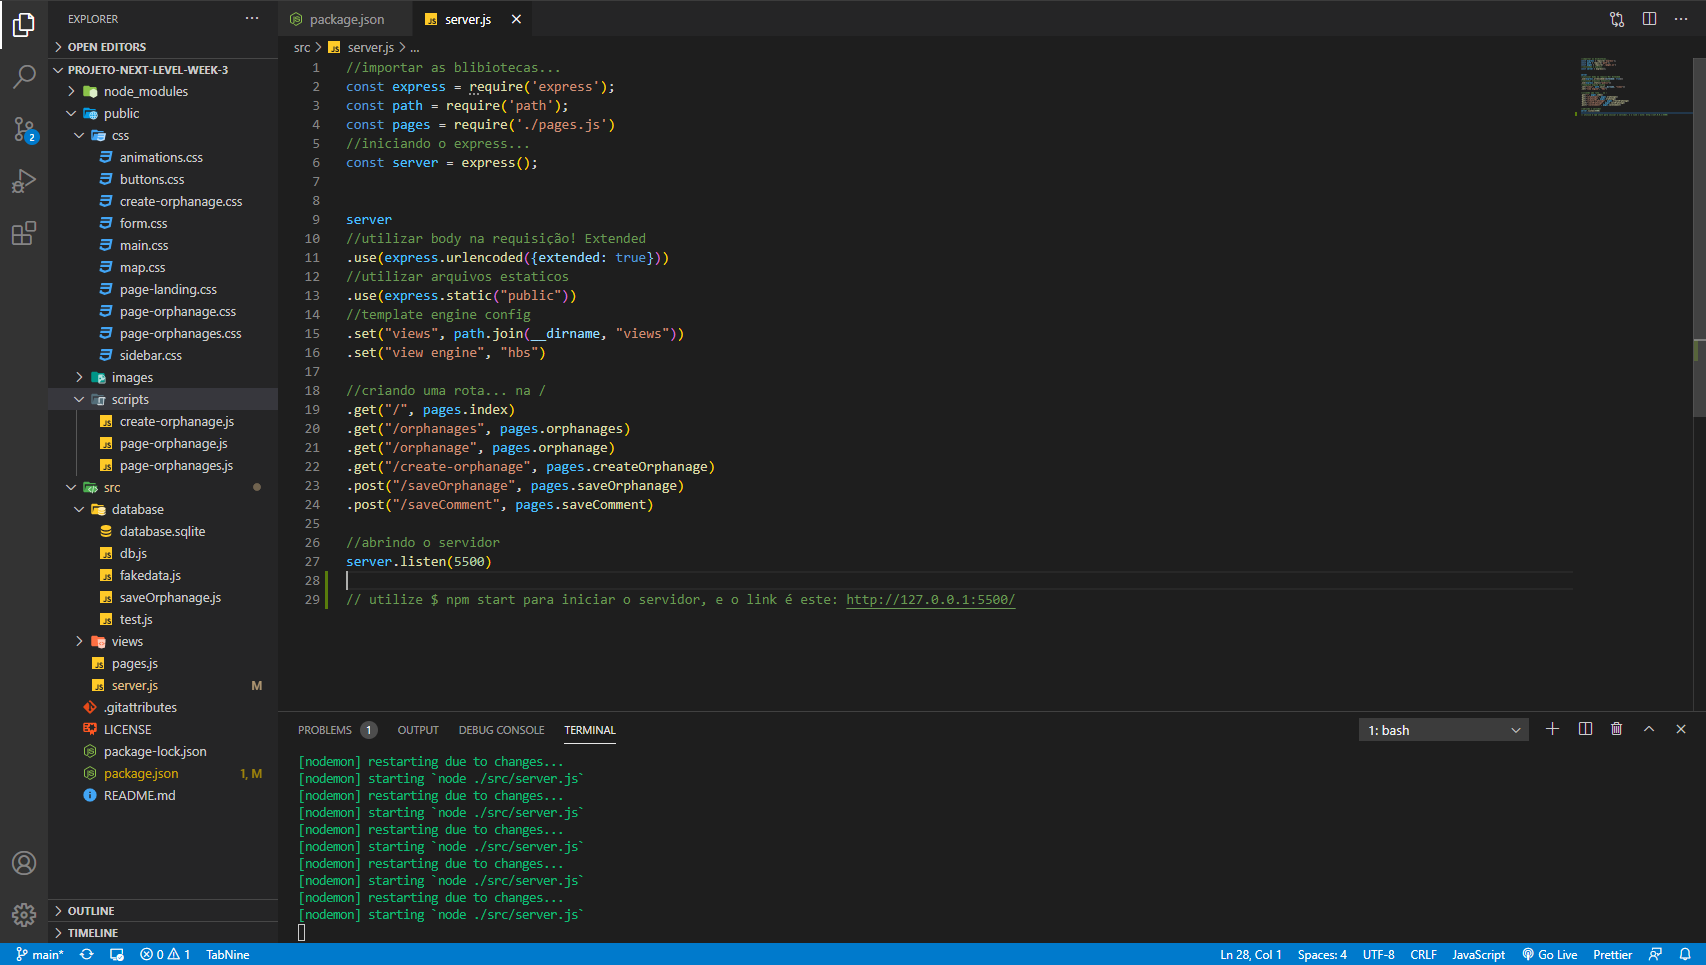 EXPLORER
OPEN EDITORS
PROJETO-NEXT-LEVEL-WEEK-3
node_modules
public
css
animations.css
buttons.css
create-orphanage.css
form.css
main.css
map.css
page-landing.css
page-orphanage.css
page-orphanages.css
sidebar.css
images
scripts
create-orphanage.js
page-orphanage.js
page-orphanages.js
src
database
database.sqlite
db.js
fakedata.js
saveOrphanage.js
test.js
views
pages.js
server.js M
.gitattributes
LICENSE
package-lock.json
package.json 1, M
README.md
OUTLINE
TIMELINE
2
package.json
server.js
src > server.js > ...
1 //importar as blibiotecas...
2 const express = require('express');
3 const path = require('path');
4 const pages = require('./pages.js')
5 //iniciando o express...
6 const server = express();
7
8
9 server
10 //utilizar body na requisição! Extended
11 .use(express.urlencoded({extended: true}))
12 //utilizar arquivos estaticos
13 .use(express.static("public"))
14 //template engine config
15 .set("views", path.join(__dirname, "views"))
16 .set("view engine", "hbs")
17
18 //criando uma rota... na /
19 .get("/", pages.index)
20 .get("/orphanages", pages.orphanages)
21 .get("/orphanage", pages.orphanage)
22 .get("/create-orphanage", pages.createOrphanage)
23 .post("/saveOrphanage", pages.saveOrphanage)
24 .post("/saveComment", pages.saveComment)
25
26 //abrindo o servidor
27 server.listen(5500)
28
29 // utilize $ npm start para iniciar o servidor, e o link é este: http://127.0.0.1:5500/
PROBLEMS 1 OUTPUT DEBUG CONSOLE TERMINAL 1: bash
[nodemon] restarting due to changes...
[nodemon] starting `node ./src/server.js`
[nodemon] restarting due to changes...
[nodemon] starting `node ./src/server.js`
[nodemon] restarting due to changes...
[nodemon] starting `node ./src/server.js`
[nodemon] restarting due to changes...
[nodemon] starting `node ./src/server.js`
[nodemon] restarting due to changes...
[nodemon] starting `node ./src/server.js`
main* 0 1 TabNine Ln 28, Col 1 Spaces: 4 UTF-8 CRLF JavaScript Go Live Prettier